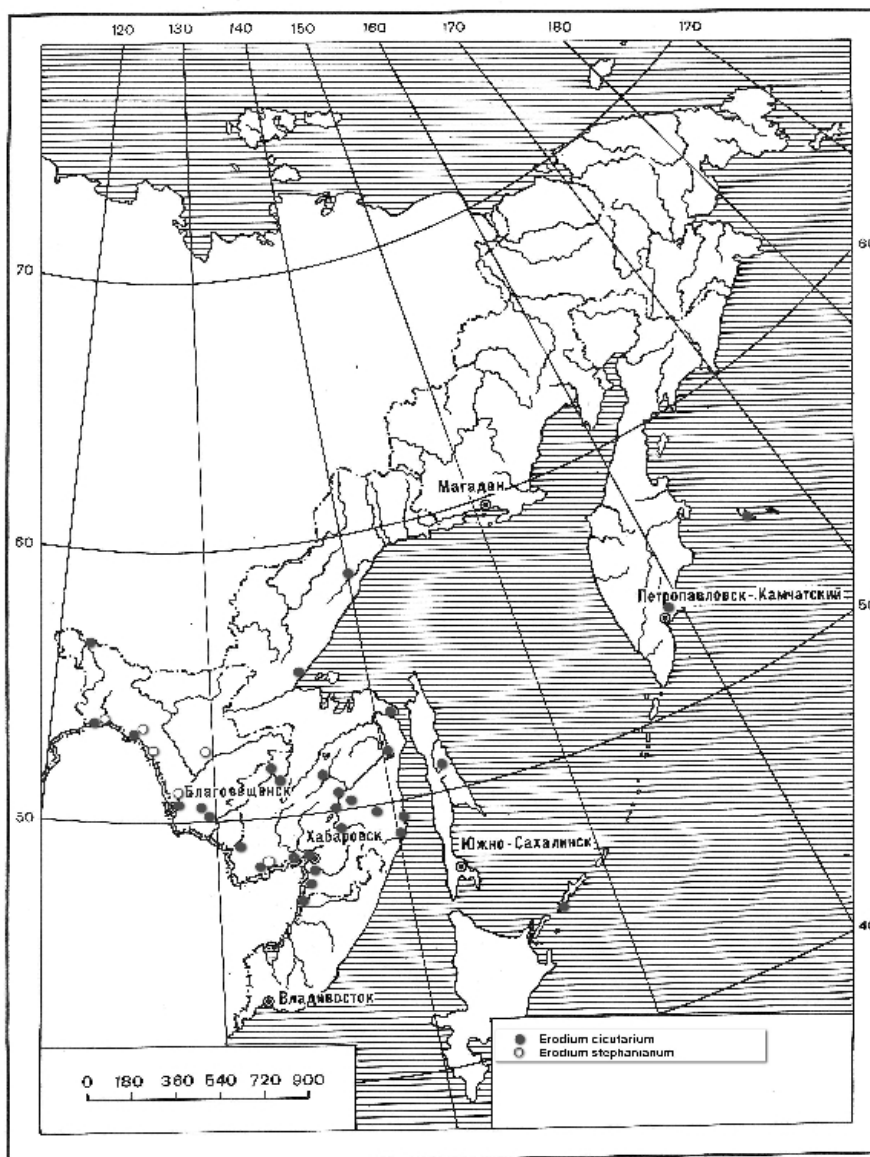 120 130 140 150 160 170 180 170
70
60
Магадан
60
Петропавловск-Камчатский
50
Благовещенск
50
Хабаровск
Южно-Сахалинск
40
Владивосток
Erodium cicutarium
Erodium stephanianum
0 180 360 540 720 900